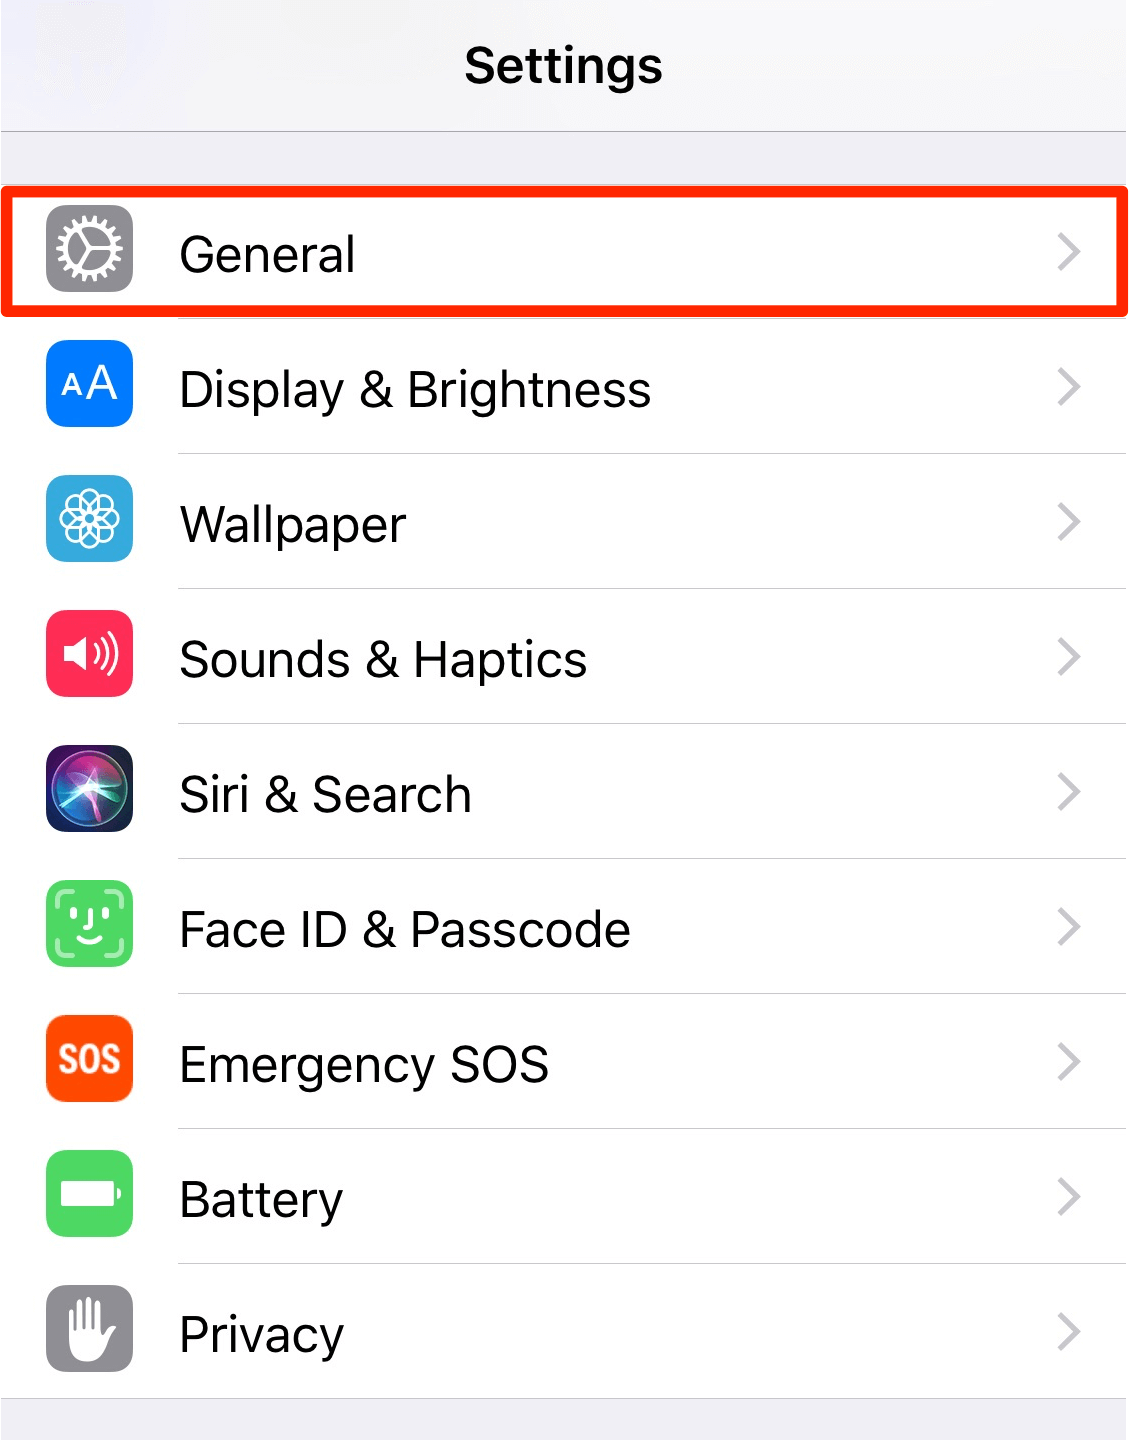 Settings
General
AA Display & Brightness
Wallpaper
Sounds & Haptics
Siri & Search
Face ID & Passcode
SOS Emergency SOS
Battery
Privacy